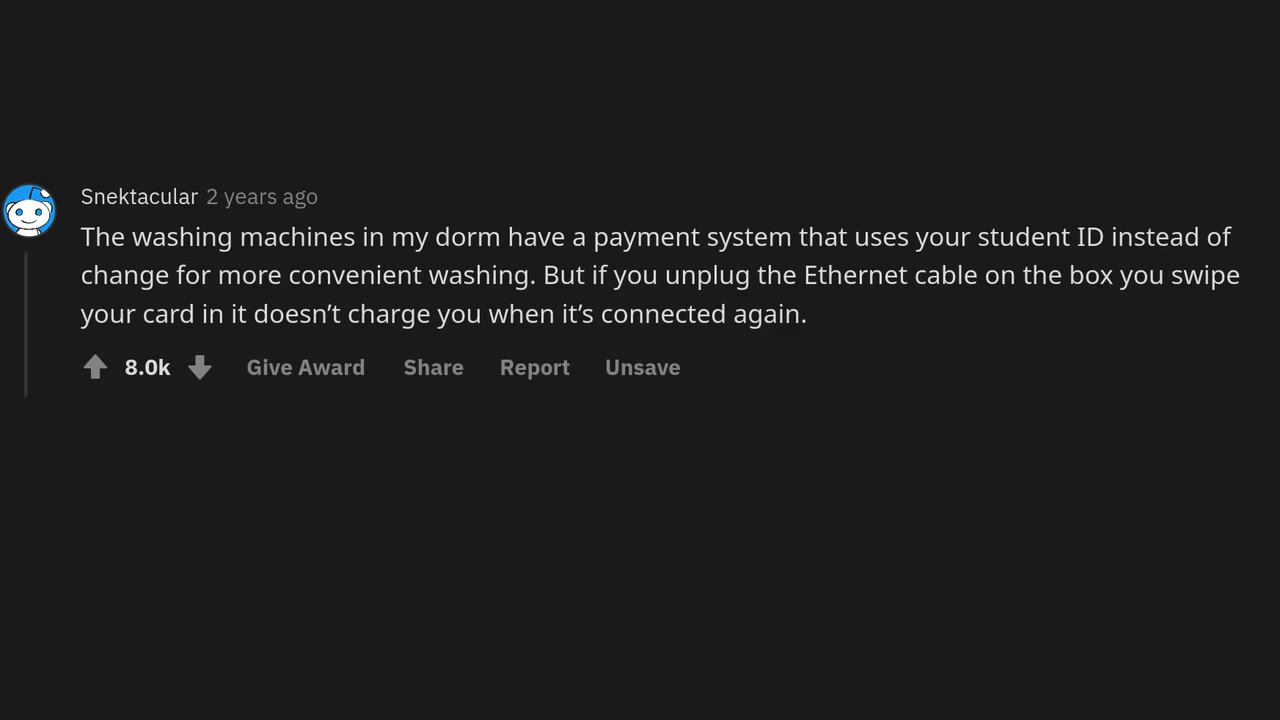 Snektacular 2 years ago
The washing machines in my dorm have a payment system that uses your student ID instead of
change for more convenient washing. But if you unplug the Ethernet cable on the box you swipe
your card in it doesn’t charge you when it’s connected again.
8.0k Give Award Share Report Unsave